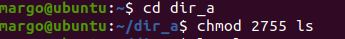 margo@ubuntu:~$ cd dir_a
margo@ubuntu:~/dir_a$ chmod 2755 ls